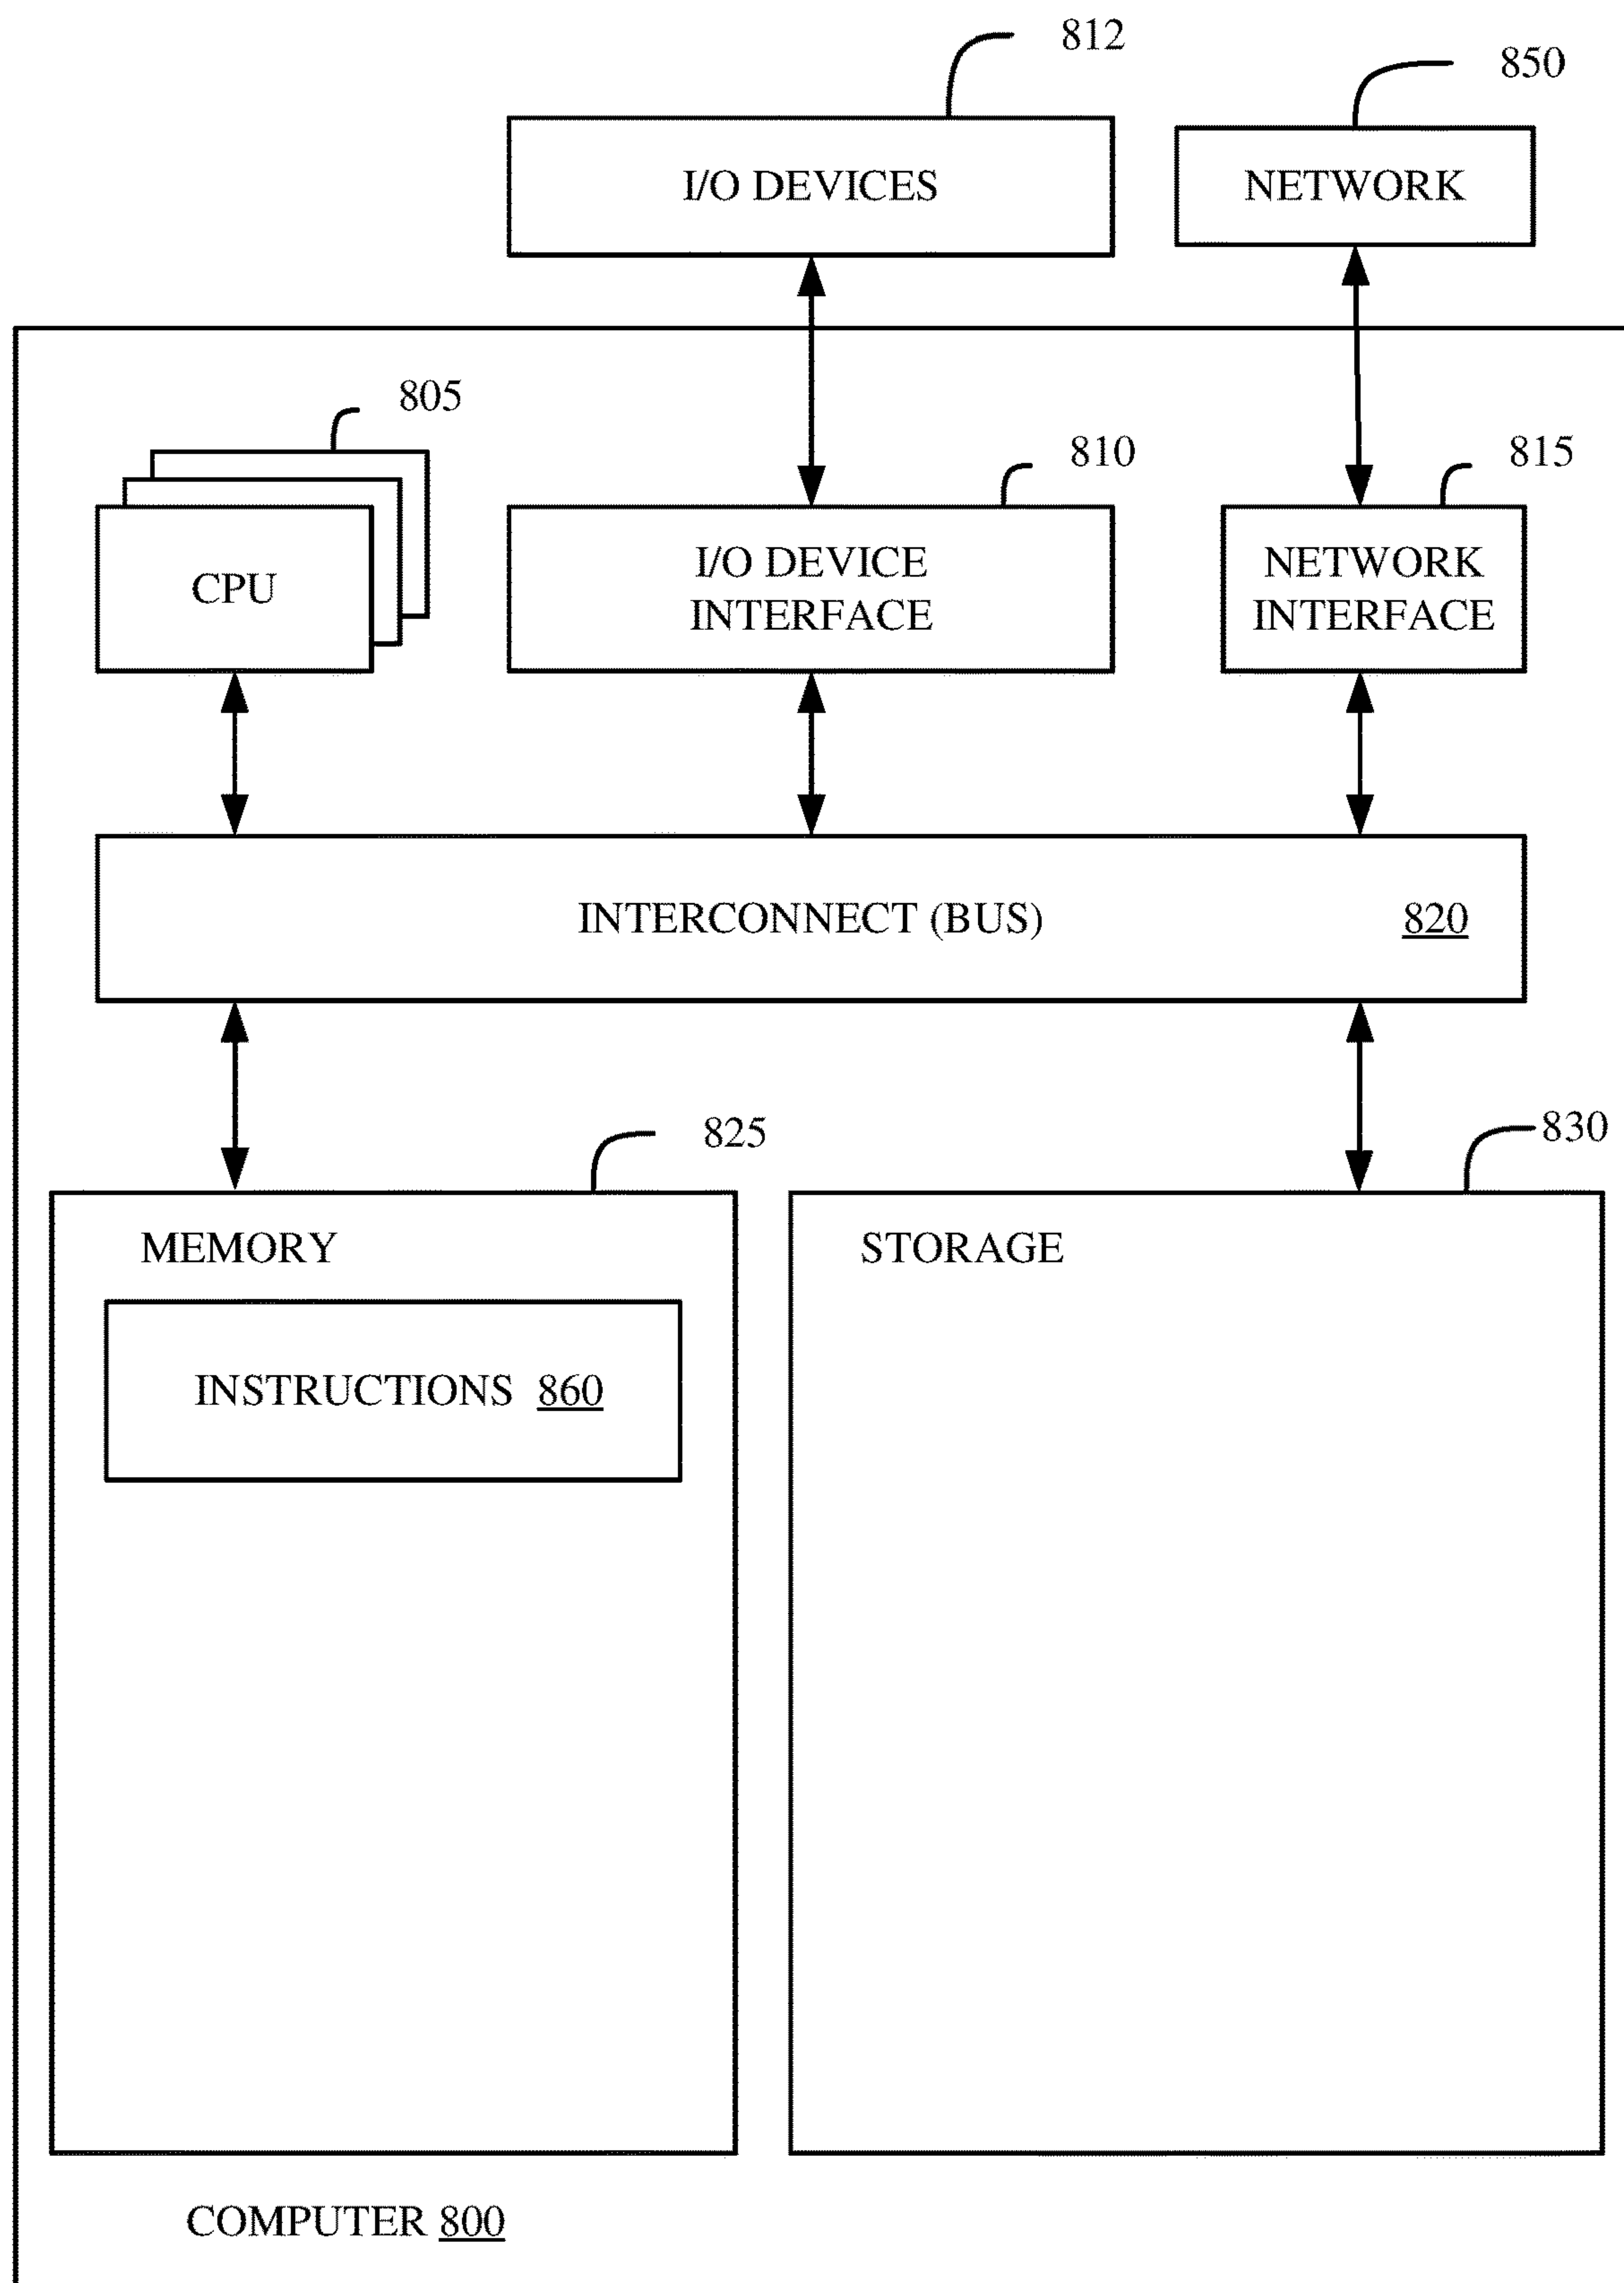 812
850
I/O DEVICES
NETWORK
805
810
815
CPU
I/O DEVICE
INTERFACE
NETWORK
INTERFACE
INTERCONNECT (BUS) 820
825
830
MEMORY
STORAGE
INSTRUCTIONS 860
COMPUTER 800